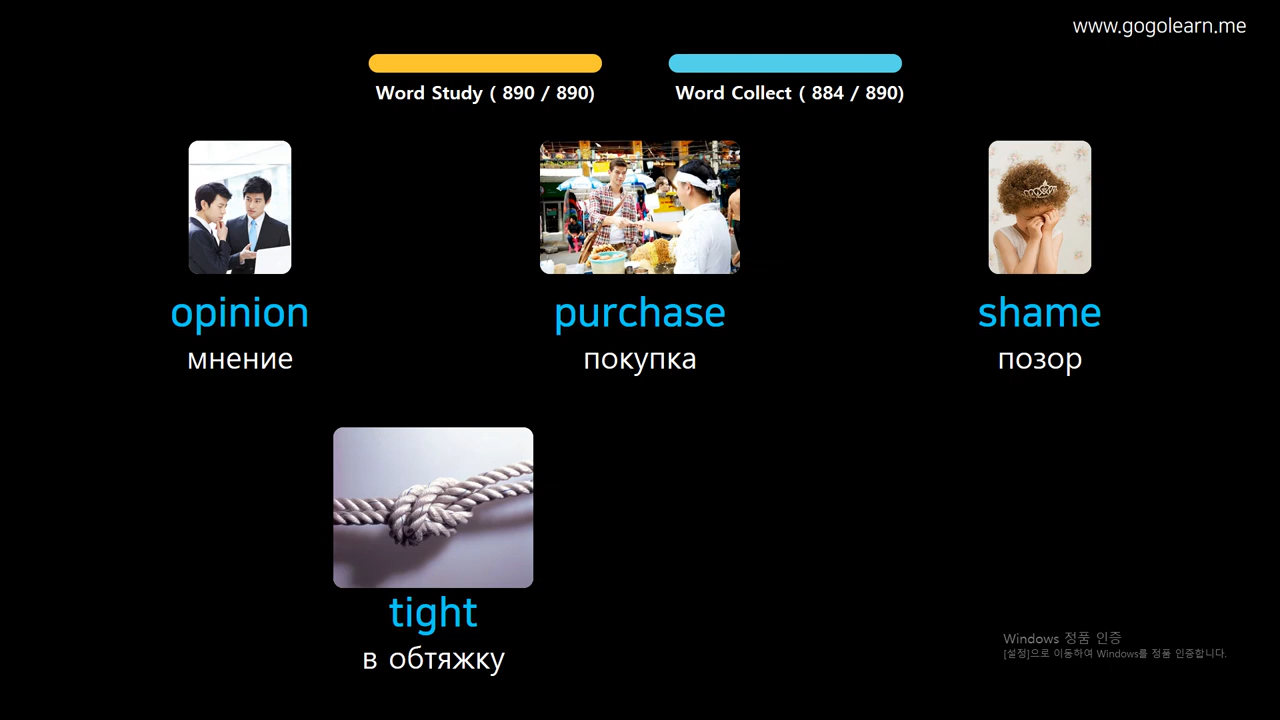 www.gogolearn.me
Word Study ( 890 / 890)
Word Collect ( 884 / 890)
opinion
мнение
purchase
покупка
shame
позор
tight
в обтяжку
Windows 정품 인증
[설정]으로 이동하여 Windows를 정품 인증합니다.